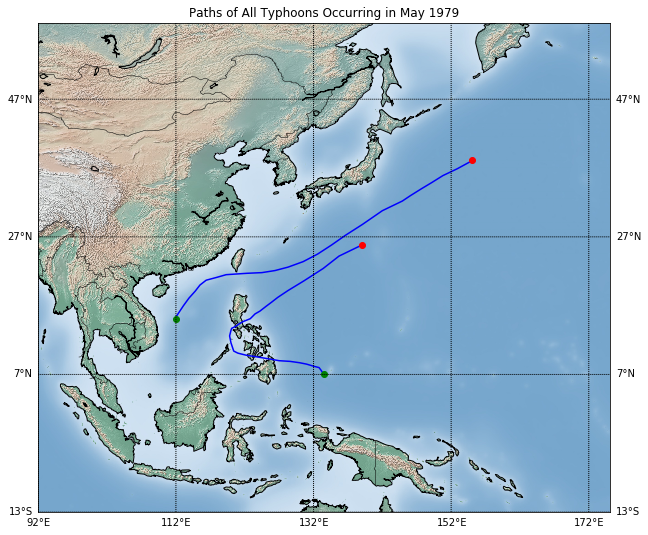 Paths of All Typhoons Occurring in May 1979
47°N 47°N
27°N 27°N
7°N 7°N
13°S 13°S
92°E 112°E 132°E 152°E 172°E